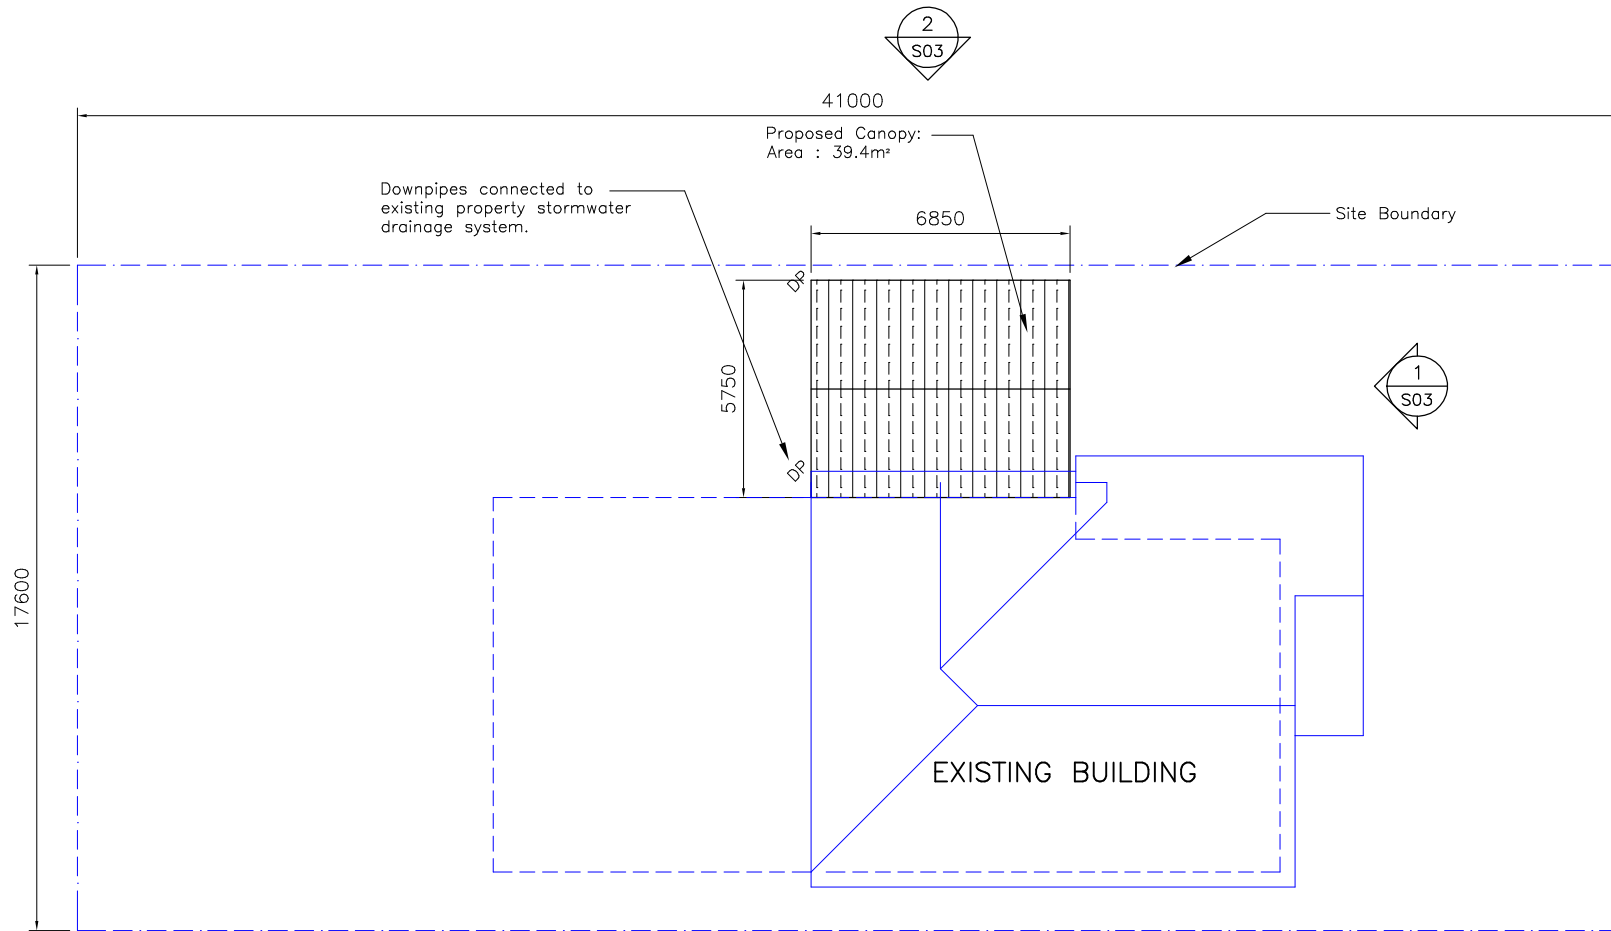 2
S03
41000
Proposed Canopy:
Area : 39.4m²
Downpipes connected to
existing property stormwater
drainage system.
6850
Site Boundary
DP
5750
1
S03
DP
17600
EXISTING BUILDING